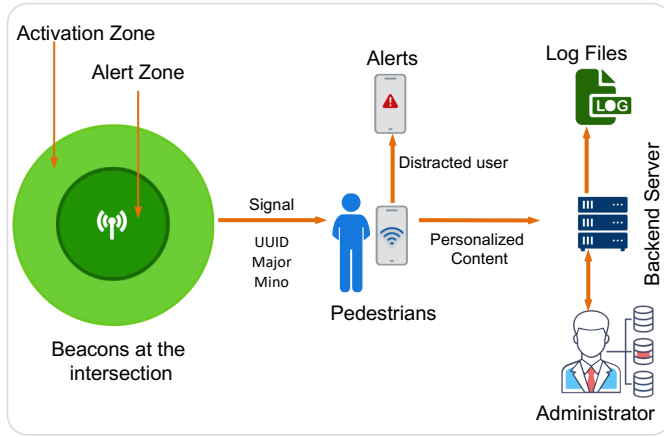 Activation Zone
Alert Zone
Beacons at the
intersection
Signal
UUID
Major
Mino
Alerts
Distracted user
Pedestrians
Personalized
Content
Log Files
LOG
Backend Server
Administrator